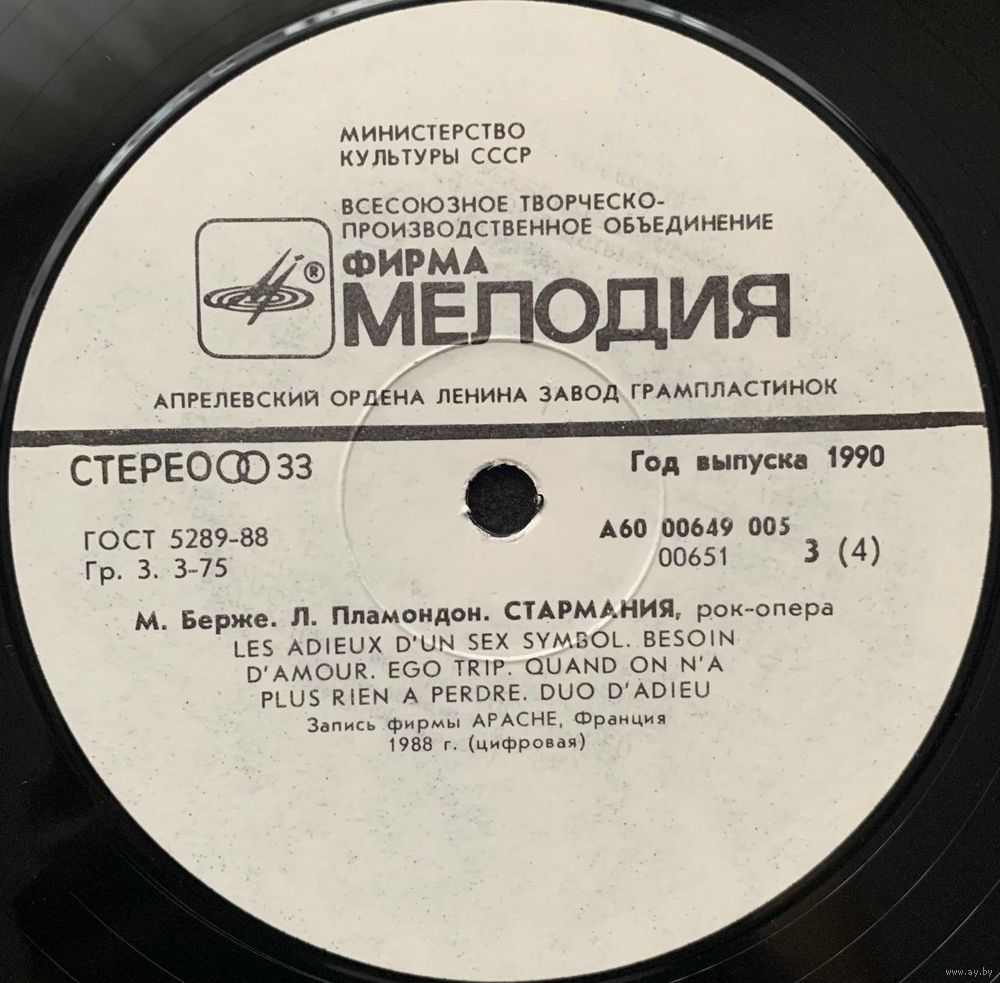 МИНИСТЕРСТВО
КУЛЬТУРЫ СССР
ВСЕСОЮЗНОЕ ТВОРЧЕСКО-
ПРОИЗВОДСТВЕННОЕ ОБЪЕДИНЕНИЕ
ФИРМА
®
МЕЛОДИЯ
АПРЕЛЕВСКИЙ ОРДЕНА ЛЕНИНА ЗАВОД ГРАМПЛАСТИНОК
СТЕРЕО 33
Год выпуска 1990
ГОСТ 5289-88
Гр. 3. 3-75
А60 00649 005
00651
3 (4)
М. Берже. Л. Пламондон. СТАРМАНИЯ, рок-опера
LES ADIEUX D'UN SEX SYMBOL. BESOIN
D'AMOUR. EGO TRIP. QUAND ON N'A
PLUS RIEN A PERDRE. DUO D'ADIEU
Запись фирмы APACHE, Франция
1988 г. (цифровая)
www.ay.by